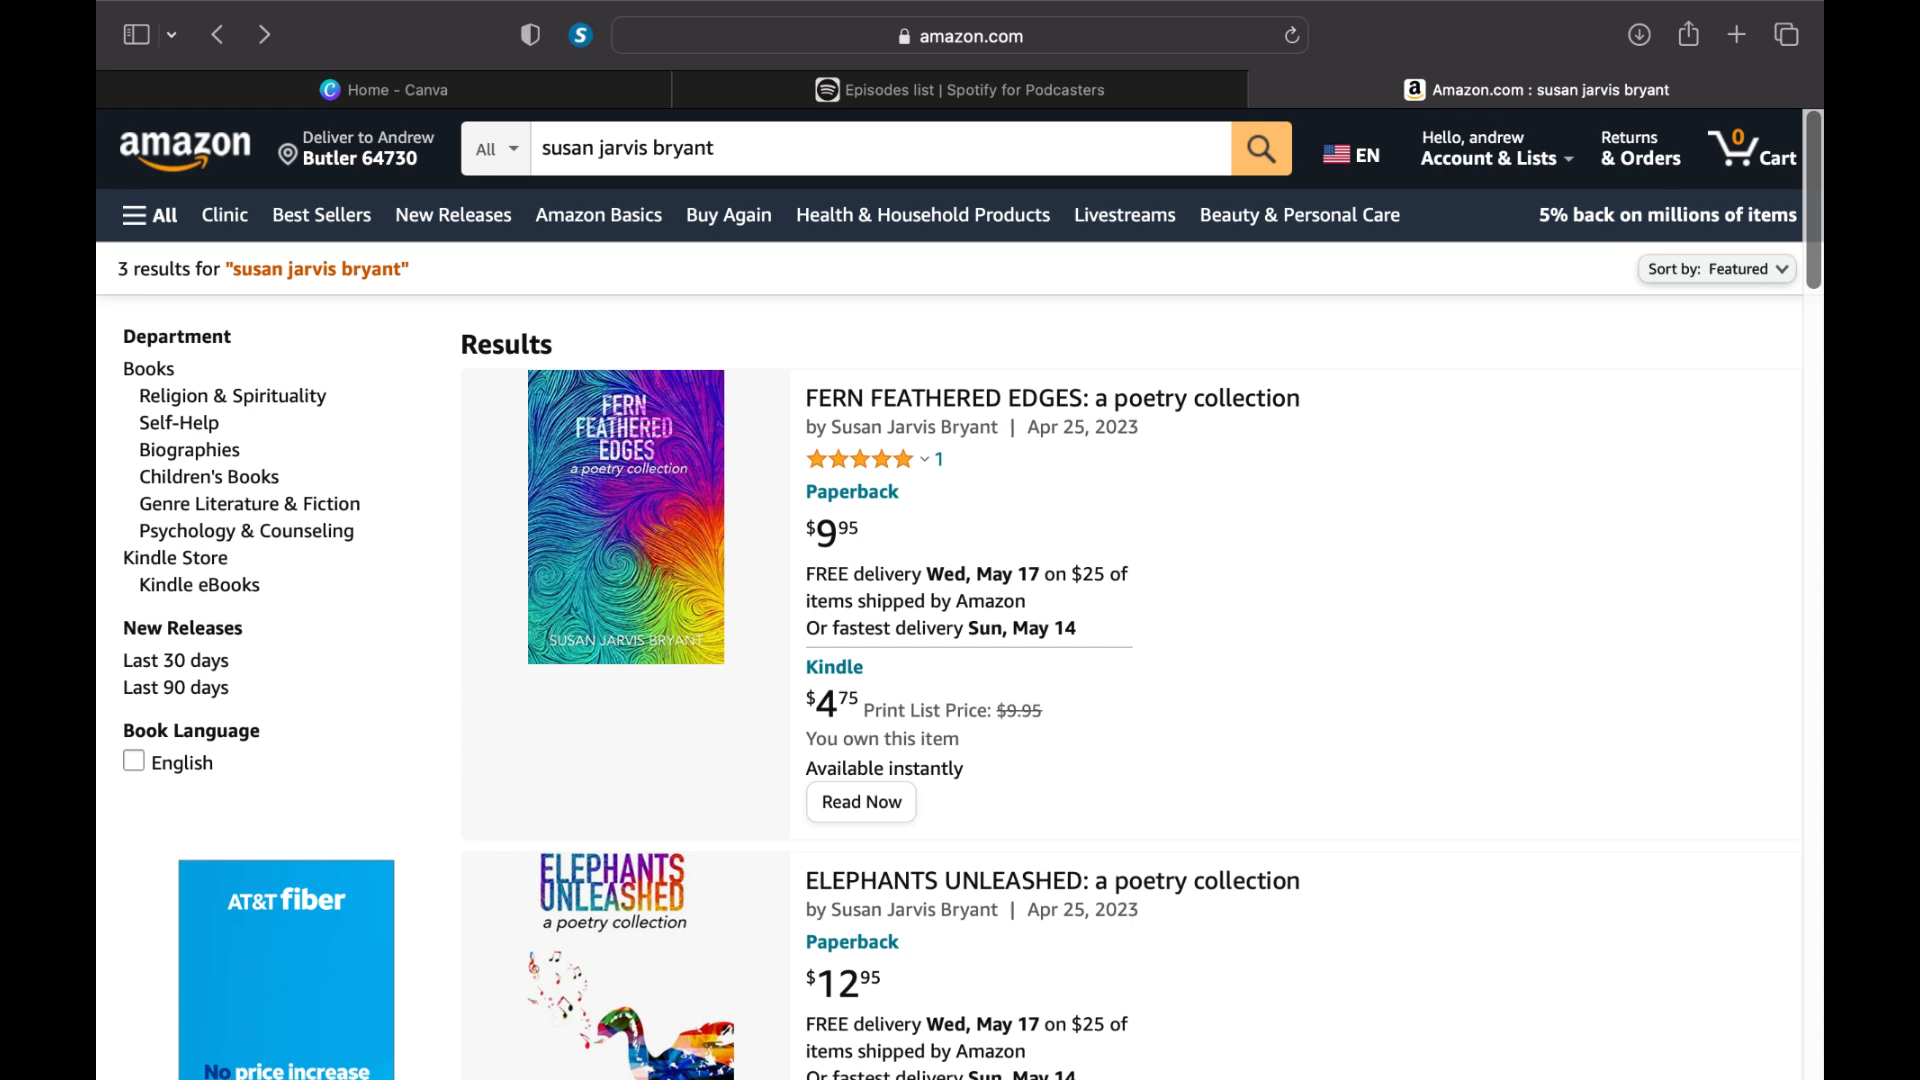 amazon.com
Home - Canva
Episodes list | Spotify for Podcasters
Amazon.com : susan jarvis bryant
amazon
Deliver to Andrew
Butler 64730
All
susan jarvis bryant
EN
Hello, andrew
Account & Lists
Returns
& Orders
0
Cart
All
Clinic
Best Sellers
New Releases
Amazon Basics
Buy Again
Health & Household Products
Livestreams
Beauty & Personal Care
5% back on millions of items
3 results for "susan jarvis bryant"
Sort by: Featured
Department
Books
Religion & Spirituality
Self-Help
Biographies
Children's Books
Genre Literature & Fiction
Psychology & Counseling
Kindle Store
Kindle eBooks
New Releases
Last 30 days
Last 90 days
Book Language
English
AT&T fiber
No price increase
Results
FERN
FEATHERED
EDGES
a poetry collection
SUSAN JARVIS BRYANT
FERN FEATHERED EDGES: a poetry collection
by Susan Jarvis Bryant | Apr 25, 2023
1
Paperback
$9 95
FREE delivery Wed, May 17 on $25 of
items shipped by Amazon
Or fastest delivery Sun, May 14
Kindle
$4 75 Print List Price: $9.95
You own this item
Available instantly
Read Now
ELEPHANTS
UNLEASHED
a poetry collection
ELEPHANTS UNLEASHED: a poetry collection
by Susan Jarvis Bryant | Apr 25, 2023
Paperback
$12 95
FREE delivery Wed, May 17 on $25 of
items shipped by Amazon
Or fastest delivery Sun, May 14